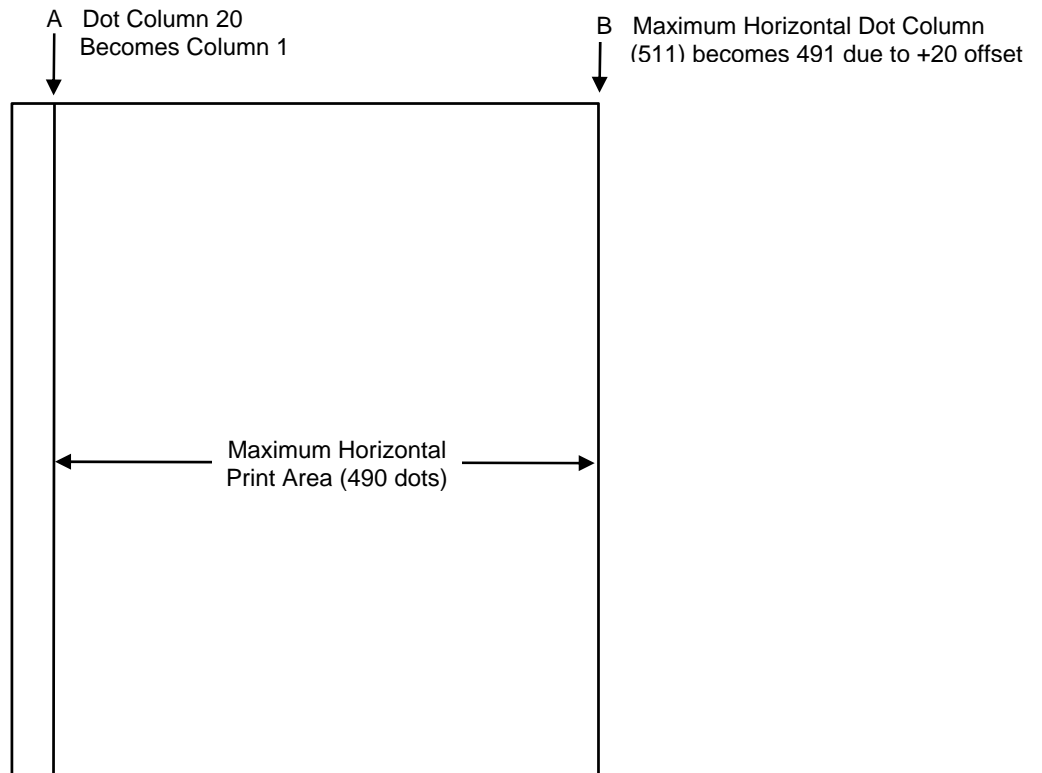 A Dot Column 20
Becomes Column 1
B Maximum Horizontal Dot Column
(511) becomes 491 due to +20 offset
Maximum Horizontal
Print Area (490 dots)